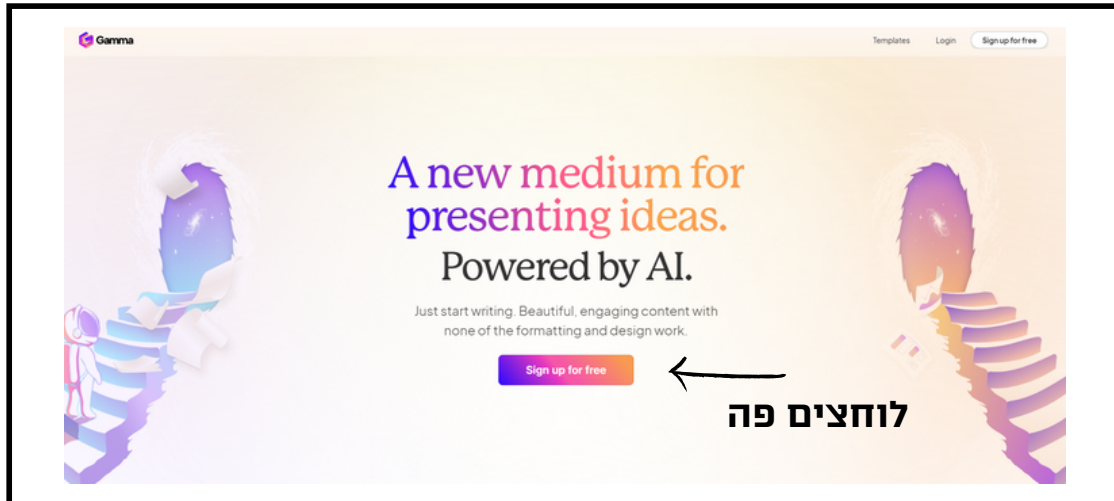 Gamma
Templates Login Sign up for free
A new medium for
presenting ideas.
Powered by AI.
Just start writing. Beautiful, engaging content with
none of the formatting and design work.
Sign up for free
לוחצים פה